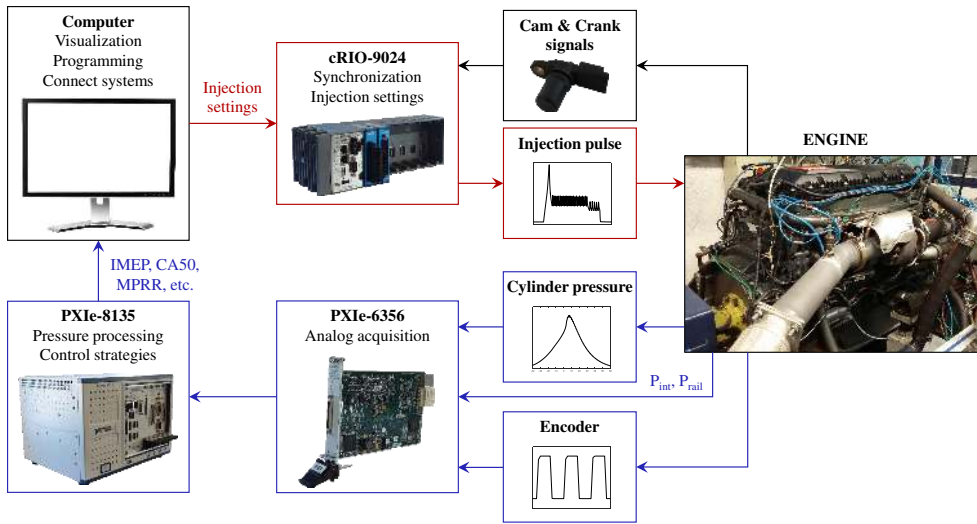 Computer
Visualization
Programming
Connect systems
Injection
settings
cRIO-9024
Synchronization
Injection settings
Cam & Crank
signals
Injection pulse
ENGINE
IMEP, CA50,
MPRR, etc.
PXIe-8135
Pressure processing
Control strategies
PXIe-6356
Analog acquisition
Cylinder pressure
Pint, Prail
Encoder